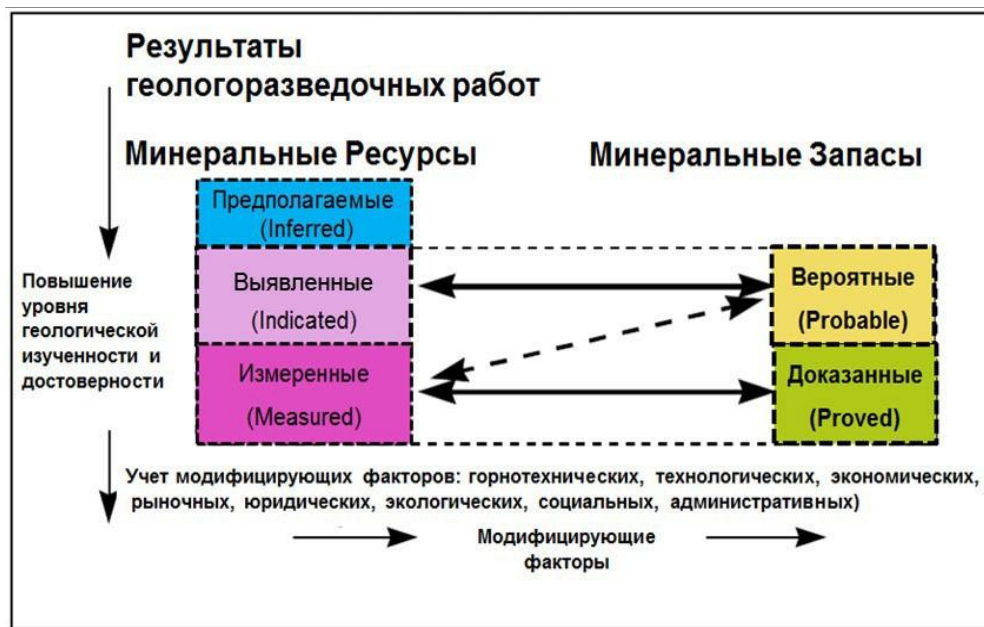 Результаты
геологоразведочных работ
Минеральные Ресурсы
Минеральные Запасы
Предполагаемые
(Inferred)
Выявленные
(Indicated)
Измеренные
(Measured)
Вероятные
(Probable)
Доказанные
(Proved)
Повышение
уровня
геологической
изученности и
достоверности
Учет модифицирующих факторов: горнотехнических, технологических, экономических,
рыночных, юридических, экологических, социальных, административных)
Модифицирующие
факторы